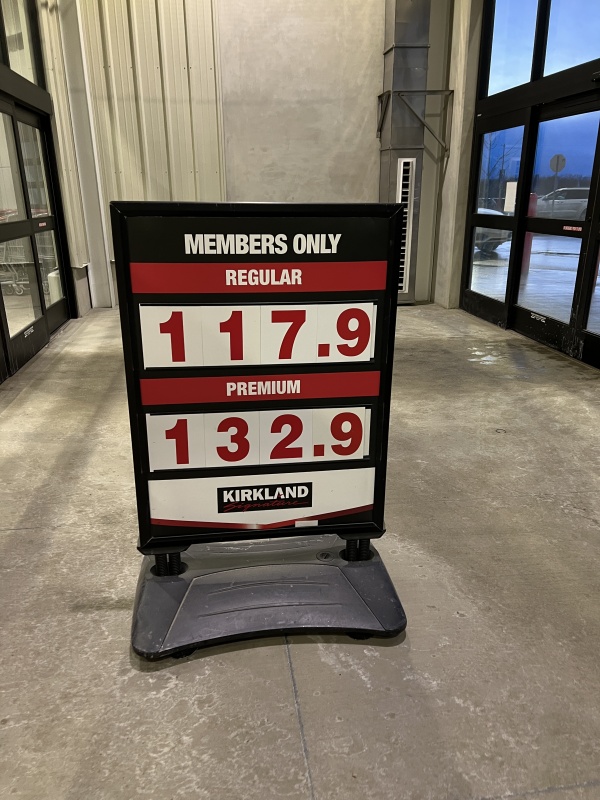 MEMBERS ONLY
REGULAR
117.9
PREMIUM
132.9
KIRKLAND
Signature